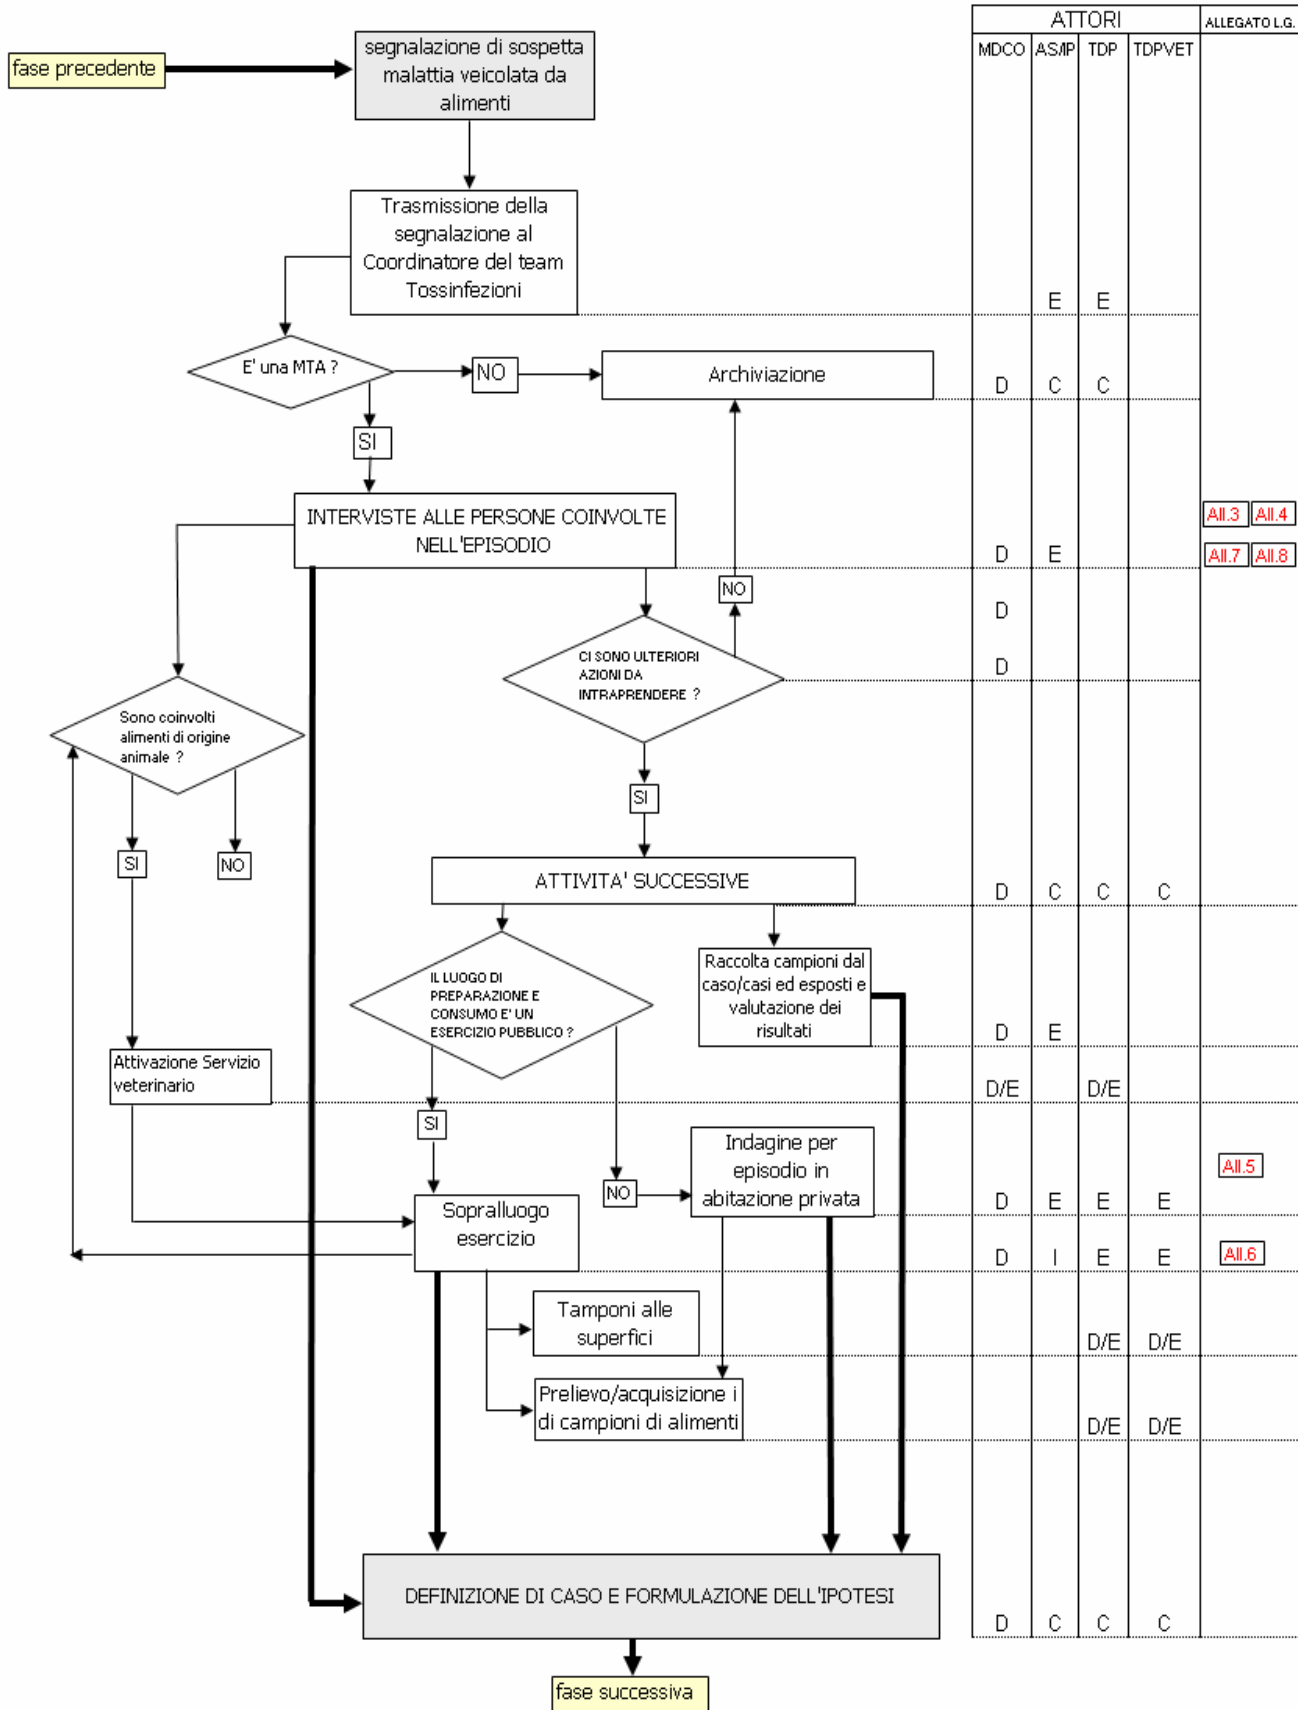 ATTORI
ALLEGATO L.G.
MDCO AS/IP TDP TDPVET
fase precedente
segnalazione di sospetta
malattia veicolata da
alimenti
Trasmissione della
segnalazione al
Coordinatore del team
Tossinfezioni
E E
E' una MTA ?
NO
Archiviazione
D C C
SI
INTERVISTE ALLE PERSONE COINVOLTE
NELL'EPISODIO
D E
All.3 All.4
All.7 All.8
NO
D
CI SONO ULTERIORI
AZIONI DA
INTRAPRENDERE ?
D
Sono coinvolti
alimenti di origine
animale ?
SI
SI
NO
ATTIVITA' SUCCESSIVE
D C C C
IL LUOGO DI
PREPARAZIONE E
CONSUMO E' UN
ESERCIZIO PUBBLICO ?
Raccolta campioni dal
caso/casi ed esposti e
valutazione dei
risultati
D E
Attivazione Servizio
veterinario
D/E D/E
SI
NO
Indagine per
episodio in
abitazione privata
D E E E
All.5
Sopralluogo
esercizio
D I E E
All.6
Tamponi alle
superfici
D/E D/E
Prelievo/acquisizione i
di campioni di alimenti
D/E D/E
DEFINIZIONE DI CASO E FORMULAZIONE DELL'IPOTESI
D C C C
fase successiva